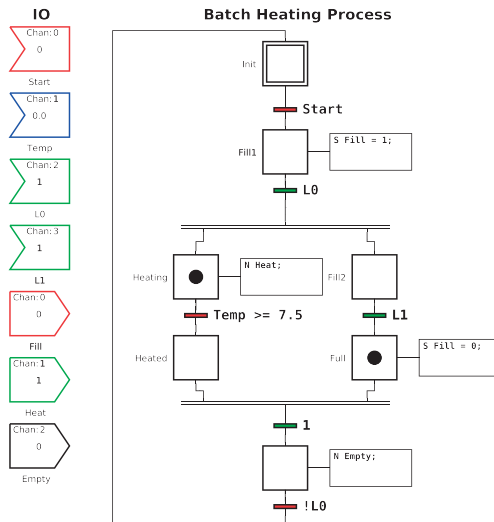 IO
Chan:0
0
Start
Chan:1
0.0
Temp
Chan:2
1
L0
Chan:3
1
L1
Chan:0
0
Fill
Chan:1
1
Heat
Chan:2
0
Empty
Batch Heating Process
Init
Start
Fill1
S Fill = 1;
L0
Heating
N Heat;
Fill2
Temp >= 7.5
L1
Heated
Full
S Fill = 0;
1
N Empty;
!L0